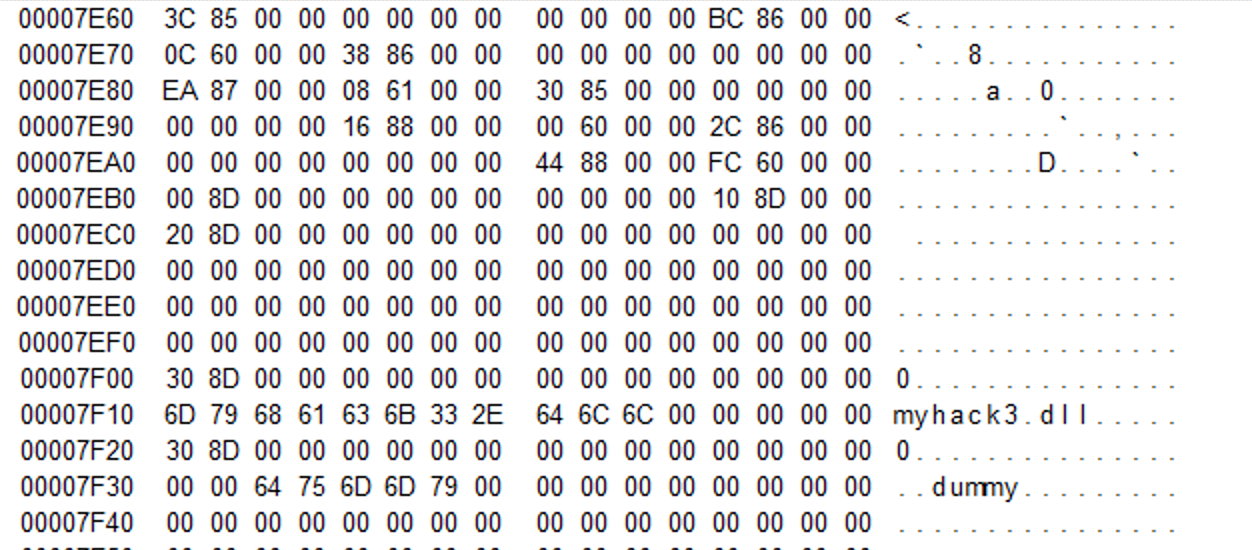 00007E60 3C 85 00 00 00 00 00 00 00 00 00 00 BC 86 00 00 <...............
00007E70 0C 60 00 00 38 86 00 00 00 00 00 00 00 00 00 00 .`..8...........
00007E80 EA 87 00 00 08 61 00 00 30 85 00 00 00 00 00 00 .....a..0.......
00007E90 00 00 00 00 16 88 00 00 00 60 00 00 2C 86 00 00 .........`..,...
00007EA0 00 00 00 00 00 00 00 00 44 88 00 00 FC 60 00 00 ........D....`..
00007EB0 00 8D 00 00 00 00 00 00 00 00 00 00 10 8D 00 00 ................
00007EC0 20 8D 00 00 00 00 00 00 00 00 00 00 00 00 00 00  ...............
00007ED0 00 00 00 00 00 00 00 00 00 00 00 00 00 00 00 00 ................
00007EE0 00 00 00 00 00 00 00 00 00 00 00 00 00 00 00 00 ................
00007EF0 00 00 00 00 00 00 00 00 00 00 00 00 00 00 00 00 ................
00007F00 30 8D 00 00 00 00 00 00 00 00 00 00 00 00 00 00 0...............
00007F10 6D 79 68 61 63 6B 33 2E 64 6C 6C 00 00 00 00 00 myhack3.dll.....
00007F20 30 8D 00 00 00 00 00 00 00 00 00 00 00 00 00 00 0...............
00007F30 00 00 64 75 6D 6D 79 00 00 00 00 00 00 00 00 00 ..dummy.........
00007F40 00 00 00 00 00 00 00 00 00 00 00 00 00 00 00 00 ................